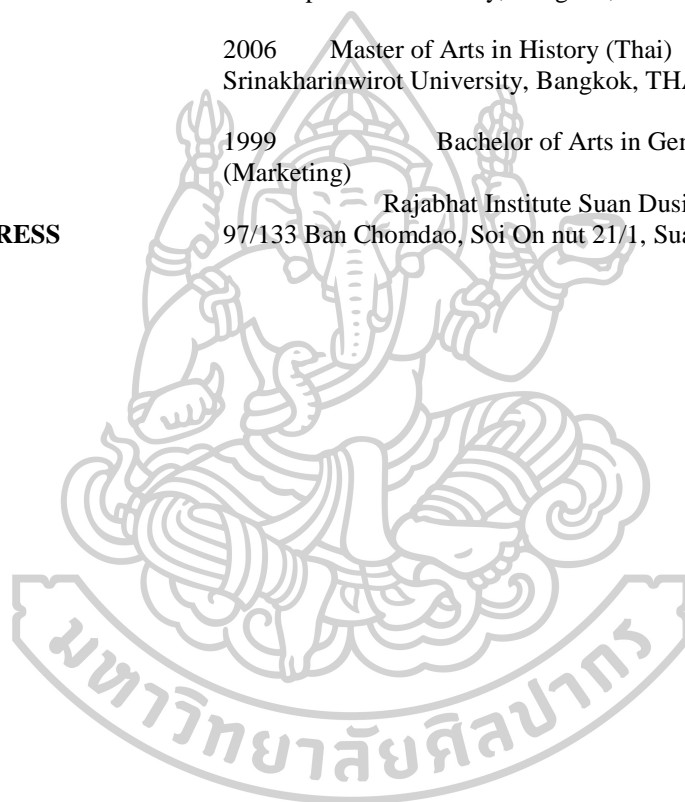 2006 Master of Arts in History (Thai)
Srinakharinwirot University, Bangkok, THA
1999 Bachelor of Arts in Ger
(Marketing)
Rajabhat Institute Suan Dusi
RESS 97/133 Ban Chomdao, Soi On nut 21/1, Sua
มหาวิทยาลัยศิลปากร